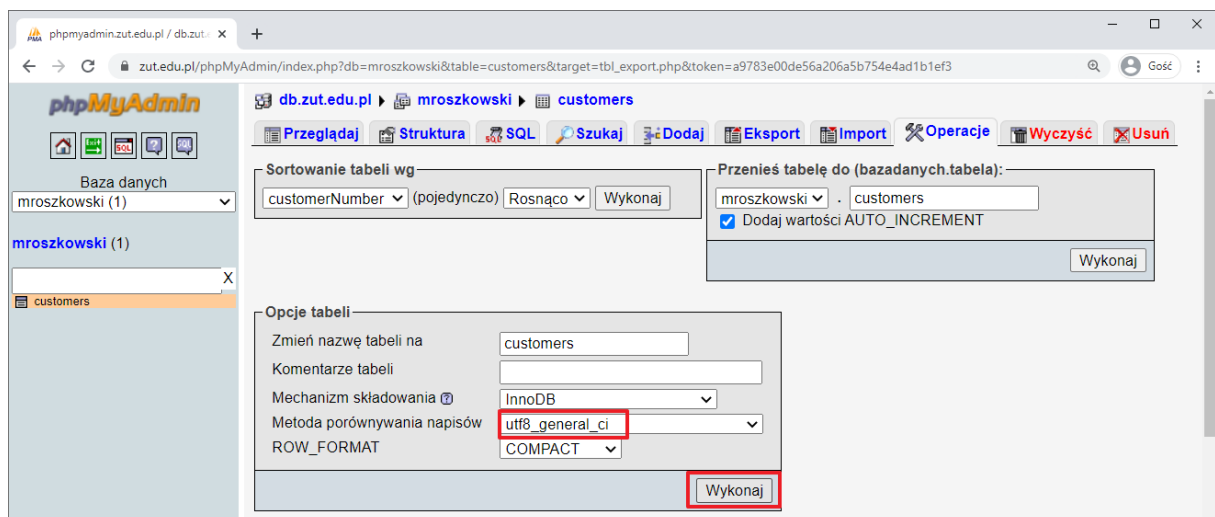 phpmyadmin.zut.edu.pl / db.zut.
zut.edu.pl/phpMyAdmin/index.php?db=mroszkowski&table=customers&target=tbl_export.php&token=a9783e00de56a206a5b754e4ad1b1ef3 Gość
phpMyAdmin
Baza danych
mroszkowski (1)
mroszkowski (1)
X
customers
db.zut.edu.pl ▸ mroszkowski ▸ customers
Przeglądaj Struktura SQL Szukaj Dodaj Eksport Import Operacje Wyczyść Usuń
Sortowanie tabeli wg
customerNumber (pojedynczo) Rosnąco Wykonaj
Przenieś tabelę do (bazadanych.tabela):
mroszkowski . customers
Dodaj wartości AUTO_INCREMENT
Wykonaj
Opcje tabeli
Zmień nazwę tabeli na customers
Komentarze tabeli
Mechanizm składowania InnoDB
Metoda porównywania napisów utf8_general_ci
ROW_FORMAT COMPACT
Wykonaj